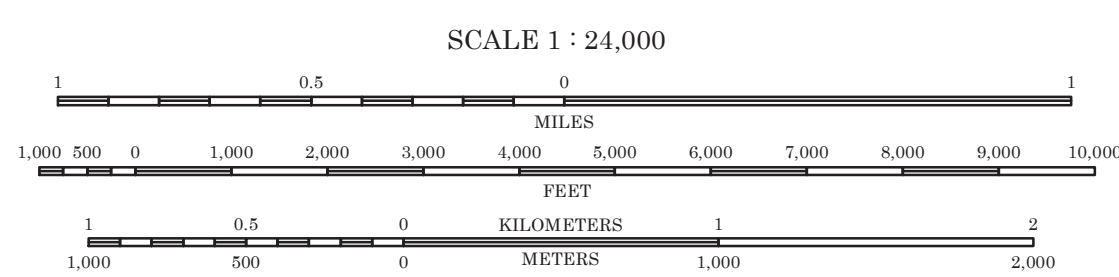 SCALE 1 : 24,000
1 0.5 0 1
MILES
1,000 500 0 1,000 2,000 3,000 4,000 5,000 6,000 7,000 8,000 9,000 10,000
FEET
1 0.5 0 KILOMETERS 1 2
1,000 500 0 METERS 1,000 2,000